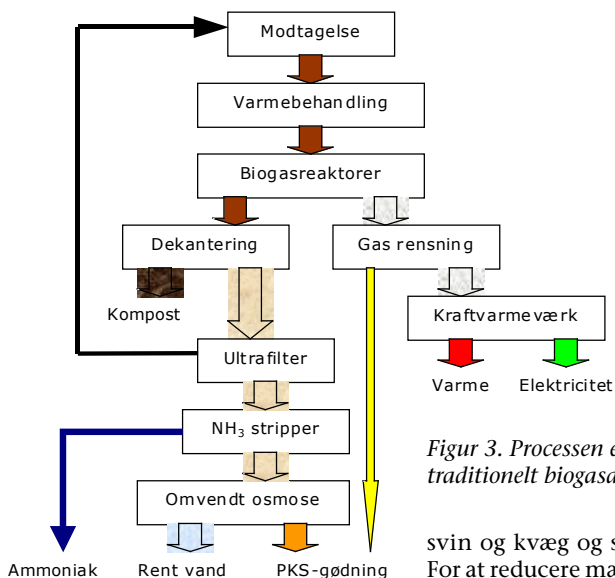 Modtagelse
Varmebehandling
Biogasreaktorer
Dekantering
Gas rensning
Kompost
Kraftvarmeværk
Ultrafilter
Varme
Elektricitet
NH₃ stripper
Omvendt osmose
Ammoniak
Rent vand
PKS-gødning
Figur 3. Processen e
traditionelt biogasa
svin og kvæg og s
For at reducere ma